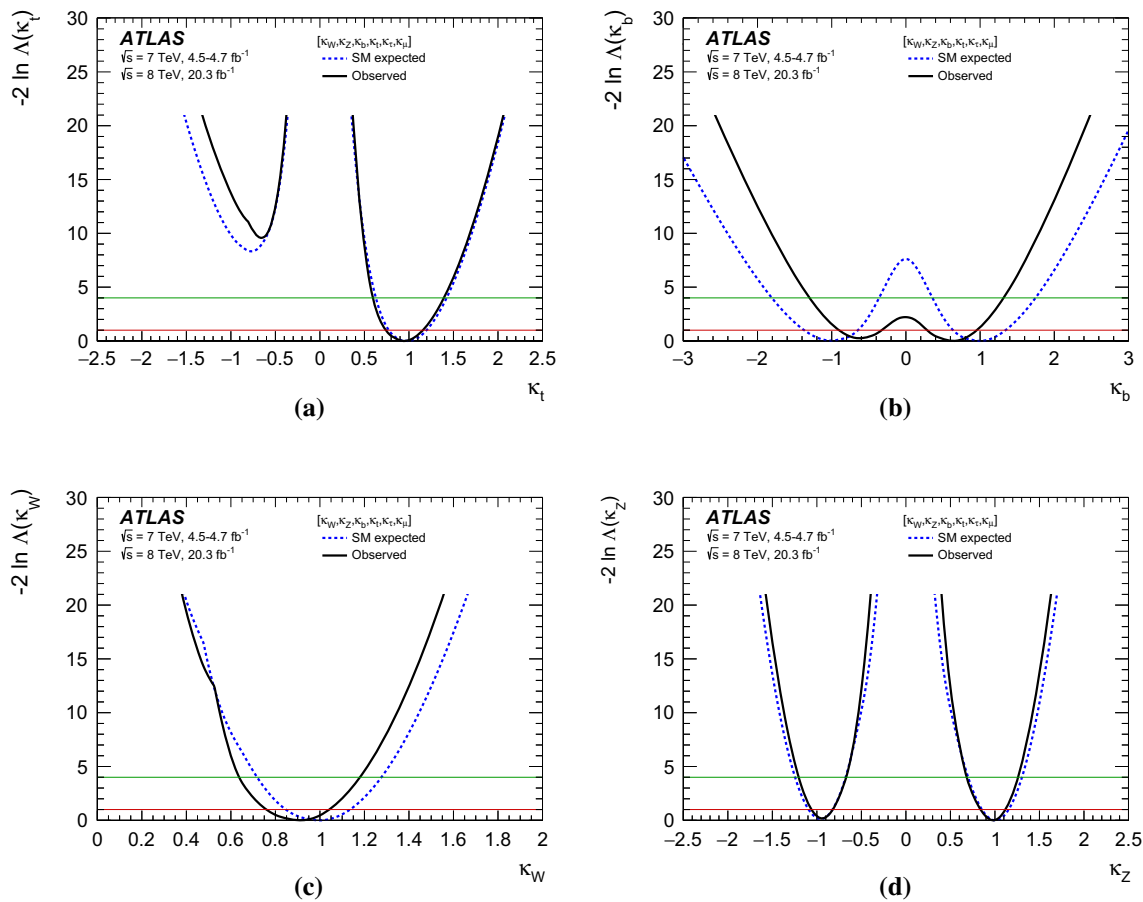 -2 ln Λ(κt)
30
25
20
15
10
5
0
ATLAS
√s = 7 TeV, 4.5-4.7 fb-1
√s = 8 TeV, 20.3 fb-1
[κW,κZ,κb,κt,κτ,κμ]
SM expected
Observed
−2.5 −2 −1.5 −1 −0.5 0 0.5 1 1.5 2 2.5
κt
(a)
-2 ln Λ(κb)
30
25
20
15
10
5
0
ATLAS
√s = 7 TeV, 4.5-4.7 fb-1
√s = 8 TeV, 20.3 fb-1
[κW,κZ,κb,κt,κτ,κμ]
SM expected
Observed
−3 −2 −1 0 1 2 3
κb
(b)
-2 ln Λ(κW)
30
25
20
15
10
5
0
ATLAS
√s = 7 TeV, 4.5-4.7 fb-1
√s = 8 TeV, 20.3 fb-1
[κW,κZ,κb,κt,κτ,κμ]
SM expected
Observed
0 0.2 0.4 0.6 0.8 1 1.2 1.4 1.6 1.8 2
κW
(c)
-2 ln Λ(κZ)
30
25
20
15
10
5
0
ATLAS
√s = 7 TeV, 4.5-4.7 fb-1
√s = 8 TeV, 20.3 fb-1
[κW,κZ,κb,κt,κτ,κμ]
SM expected
Observed
−2.5 −2 −1.5 −1 −0.5 0 0.5 1 1.5 2 2.5
κZ
(d)